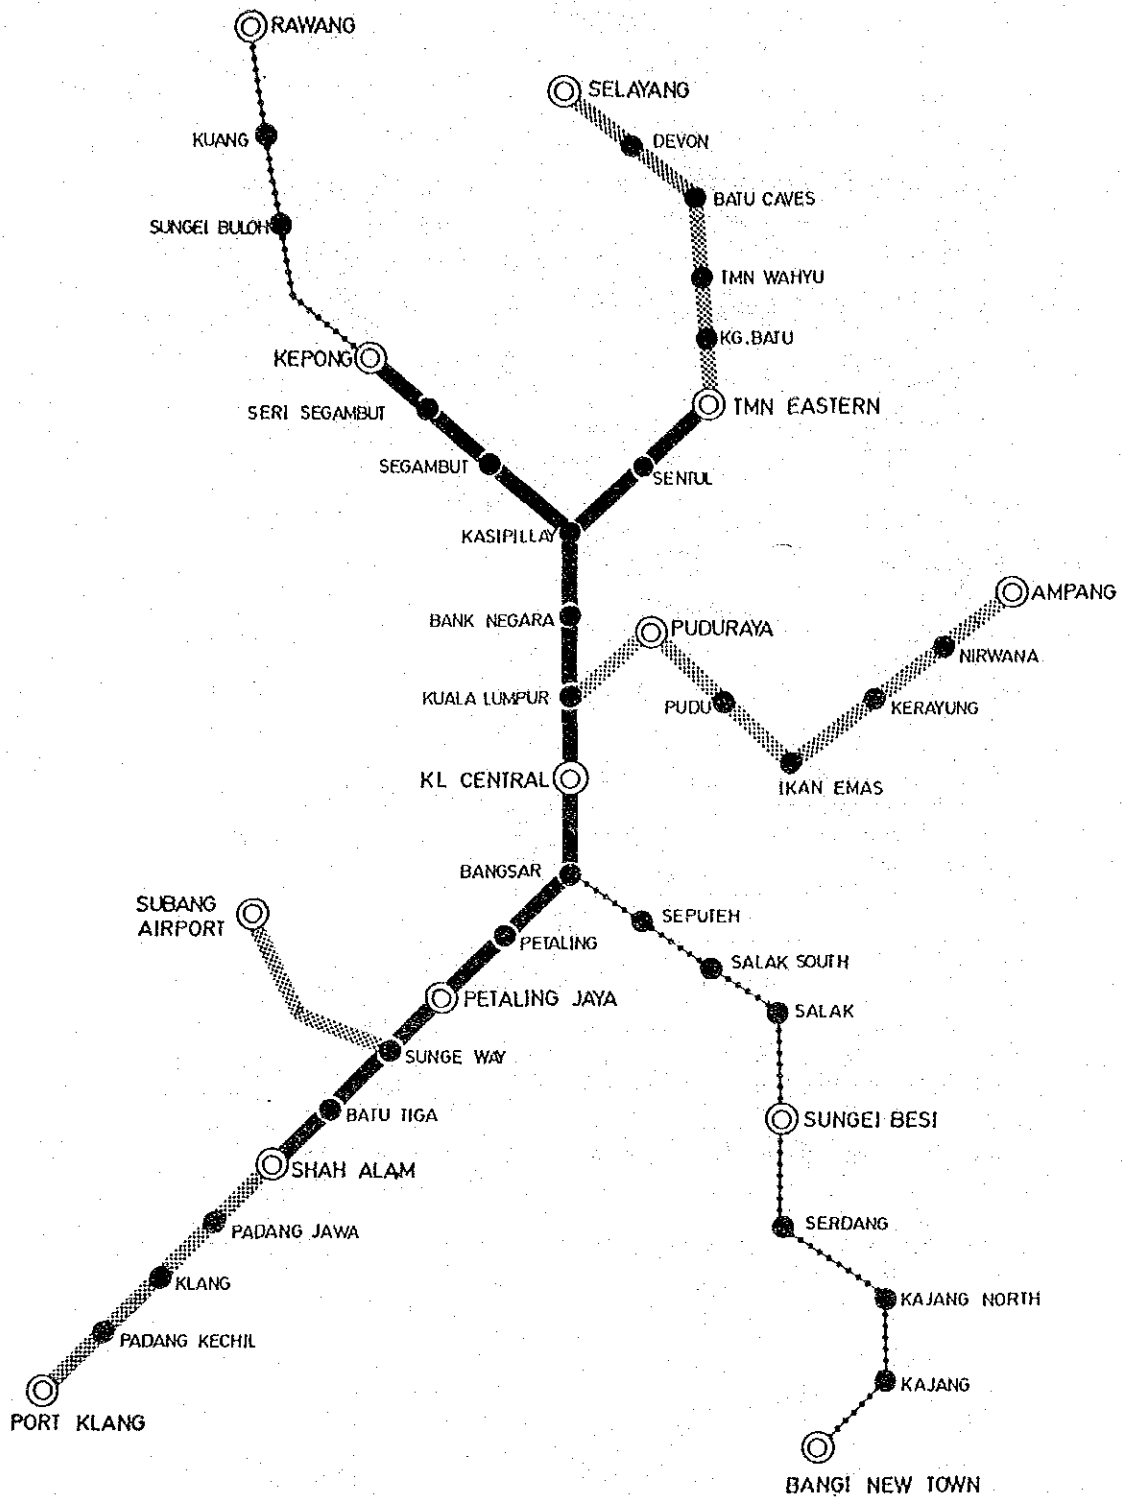 RAWANG
SELAYANG
KUANG
DEVON
BATU CAVES
SUNGEI BULOH
TMN WAHYU
KG.BATU
KEPONG
TMN EASTERN
SERI SEGAMBUT
SEGAMBUT
SENTUL
KASIPILLAY
AMPANG
BANK NEGARA
PUDURAYA
NIRWANA
KUALA LUMPUR
PUDU
KERAYUNG
KL CENTRAL
IKAN EMAS
BANGSAR
SUBANG
AIRPORT
SEPUTEH
PETALING
SALAK SOUTH
PETALING JAYA
SALAK
SUNGE WAY
BATU TIGA
SUNGEI BESI
SHAH ALAM
PADANG JAWA
SERDANG
KLANG
KAJANG NORTH
PADANG KECHIL
KAJANG
PORT KLANG
BANGI NEW TOWN